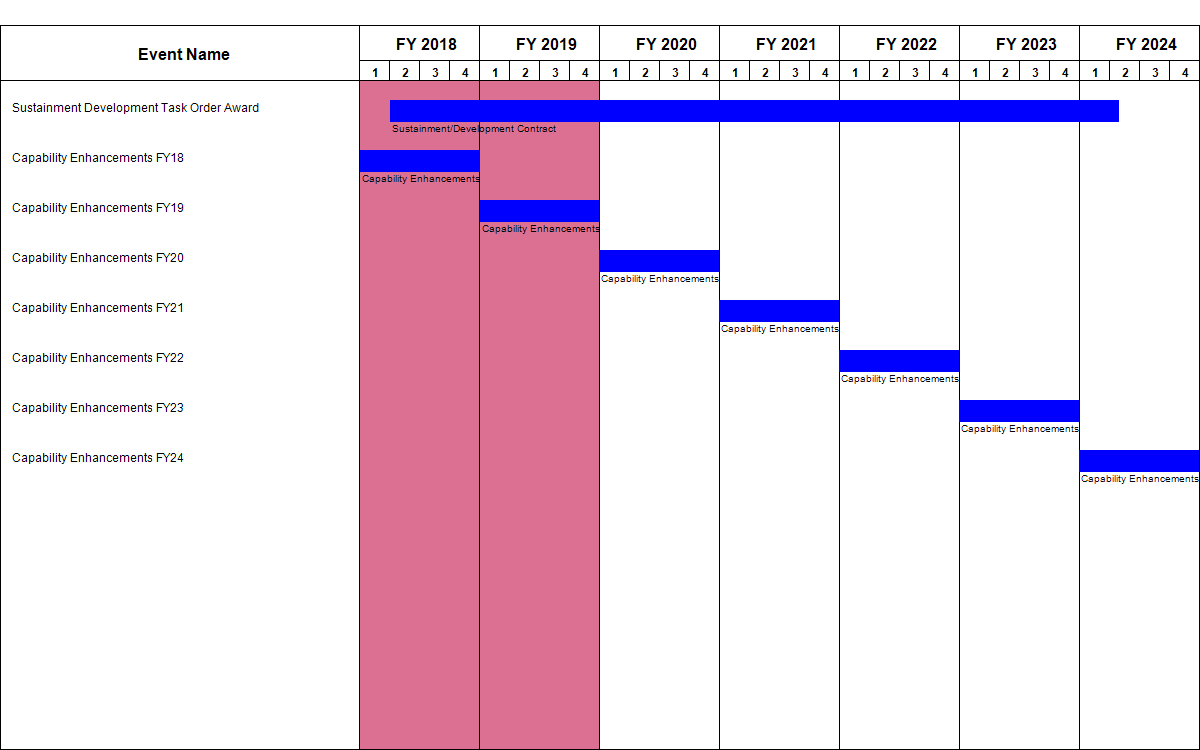 Event Name
FY 2018 FY 2019 FY 2020 FY 2021 FY 2022 FY 2023 FY 2024
1 2 3 4 1 2 3 4 1 2 3 4 1 2 3 4 1 2 3 4 1 2 3 4 1 2 3 4
Sustainment Development Task Order Award
Sustainment/Development Contract
Capability Enhancements FY18
Capability Enhancements
Capability Enhancements FY19
Capability Enhancements
Capability Enhancements FY20
Capability Enhancements
Capability Enhancements FY21
Capability Enhancements
Capability Enhancements FY22
Capability Enhancements
Capability Enhancements FY23
Capability Enhancements
Capability Enhancements FY24
Capability Enhancements